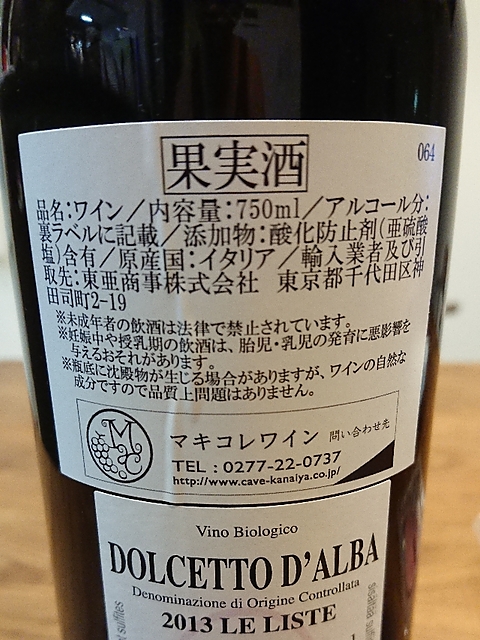 果実酒
064
品名:ワイン/内容量:750ml/アルコール分:
裏ラベルに記載/添加物:酸化防止剤(亜硫酸
塩)含有/原産国:イタリア/輸入業者及び引
取先:東亜商事株式会社 東京都千代田区神
田司町2-19
※未成年者の飲酒は法律で禁止されています。
※妊娠中や授乳期の飲酒は、胎児・乳児の発育に悪影響を
与えるおそれがあります。
※瓶底に沈殿物が生じる場合がありますが、ワインの自然な
成分ですので品質上問題はありません。
マキコレワイン 問い合わせ先
TEL:0277-22-0737
http://www.cave-kanaiya.co.jp/
Vino Biologico
DOLCETTO D'ALBA
Denominazione di Origine Controllata
2013 LE LISTE
sulfites